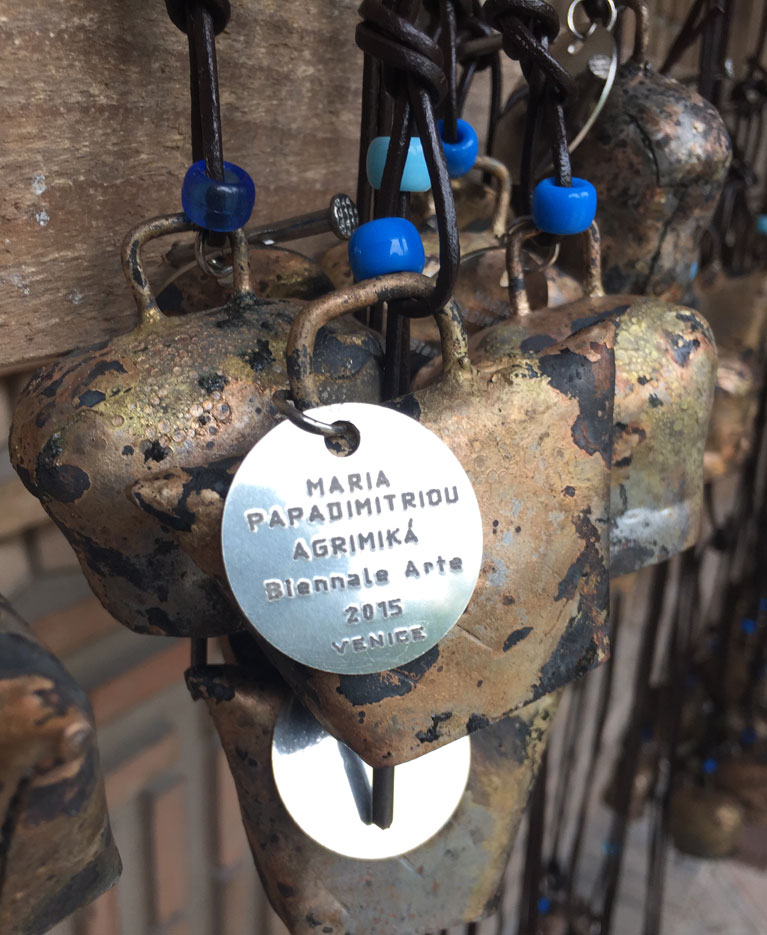 MARIA
PAPADIMITRIOU
AGRIMIKÁ
Biennale Arte
2015
VENICE